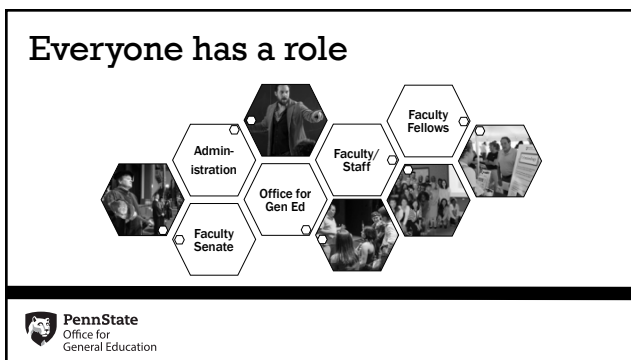 Everyone has a role
Admin-
istration
Faculty
Senate
Office for
Gen Ed
Faculty/
Staff
Faculty
Fellows
PennState
Office for
General Education